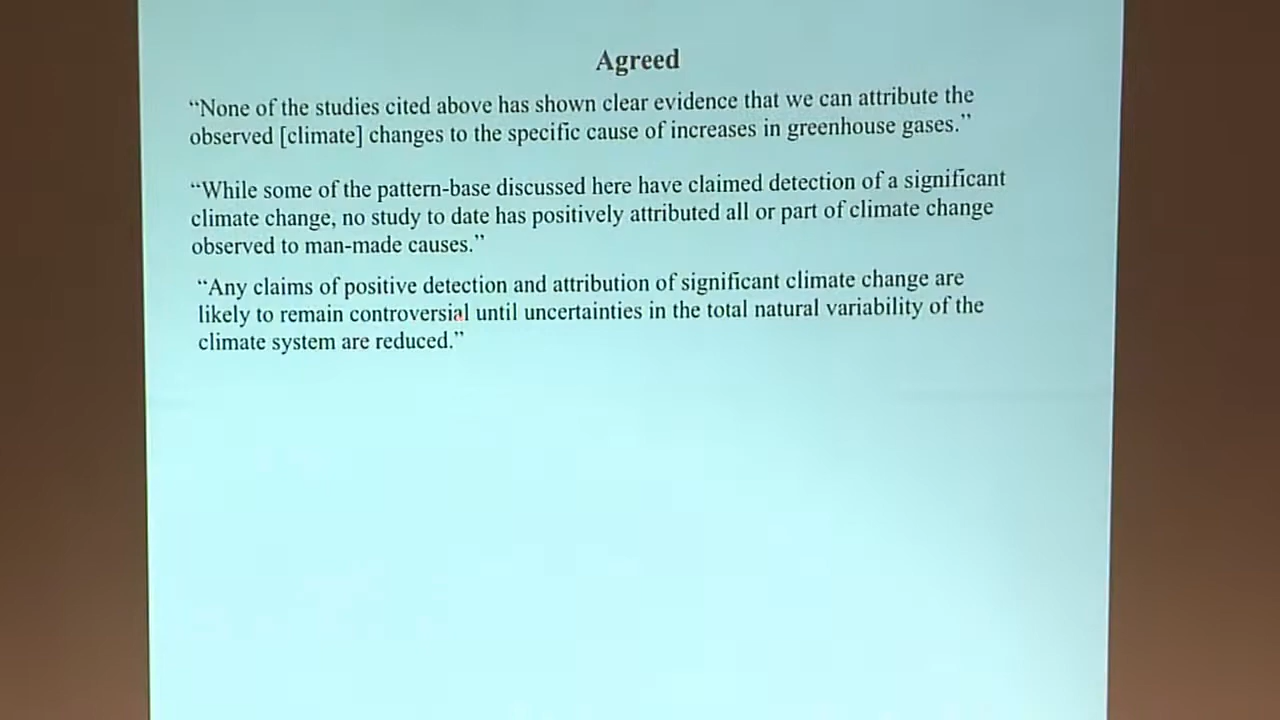 Agreed
“None of the studies cited above has shown clear evidence that we can attribute the
observed [climate] changes to the specific cause of increases in greenhouse gases.”
“While some of the pattern-base discussed here have claimed detection of a significant
climate change, no study to date has positively attributed all or part of climate change
observed to man-made causes.”
“Any claims of positive detection and attribution of significant climate change are
likely to remain controversial until uncertainties in the total natural variability of the
climate system are reduced.”